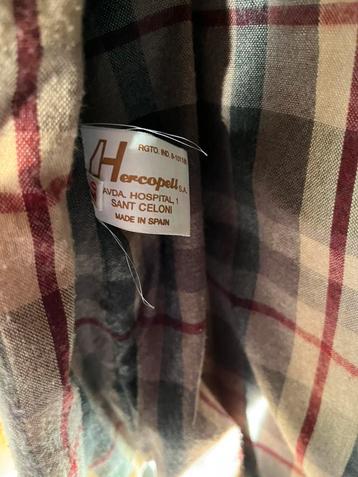 RGTO. IND. 8-10118
Hercopell S.A.
AVDA. HOSPITAL, 1
SANT CELONI
MADE IN SPAIN